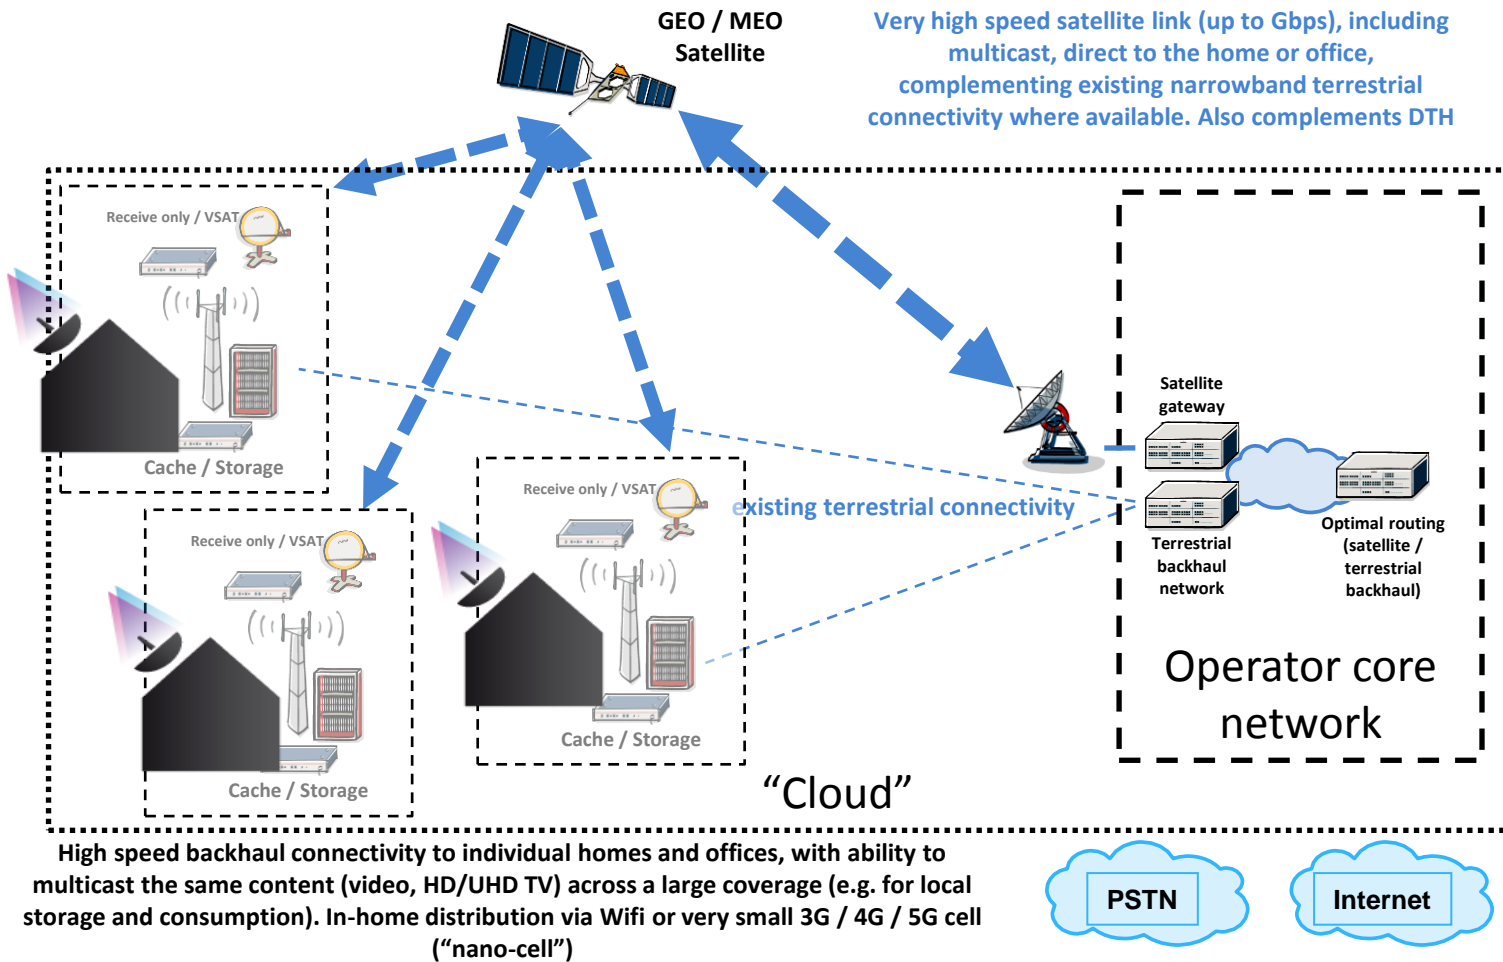 GEO / MEO
Satellite
Very high speed satellite link (up to Gbps), including
multicast, direct to the home or office,
complementing existing narrowband terrestrial
connectivity where available. Also complements DTH
Receive only / VSAT
Cache / Storage
Receive only / VSAT
Cache / Storage
Receive only / VSAT
Cache / Storage
existing terrestrial connectivity
Satellite
gateway
Terrestrial
backhaul
network
Optimal routing
(satellite /
terrestrial
backhaul)
Operator core
network
“Cloud”
High speed backhaul connectivity to individual homes and offices, with ability to
multicast the same content (video, HD/UHD TV) across a large coverage (e.g. for local
storage and consumption). In-home distribution via Wifi or very small 3G / 4G / 5G cell
(“nano-cell”)
PSTN
Internet